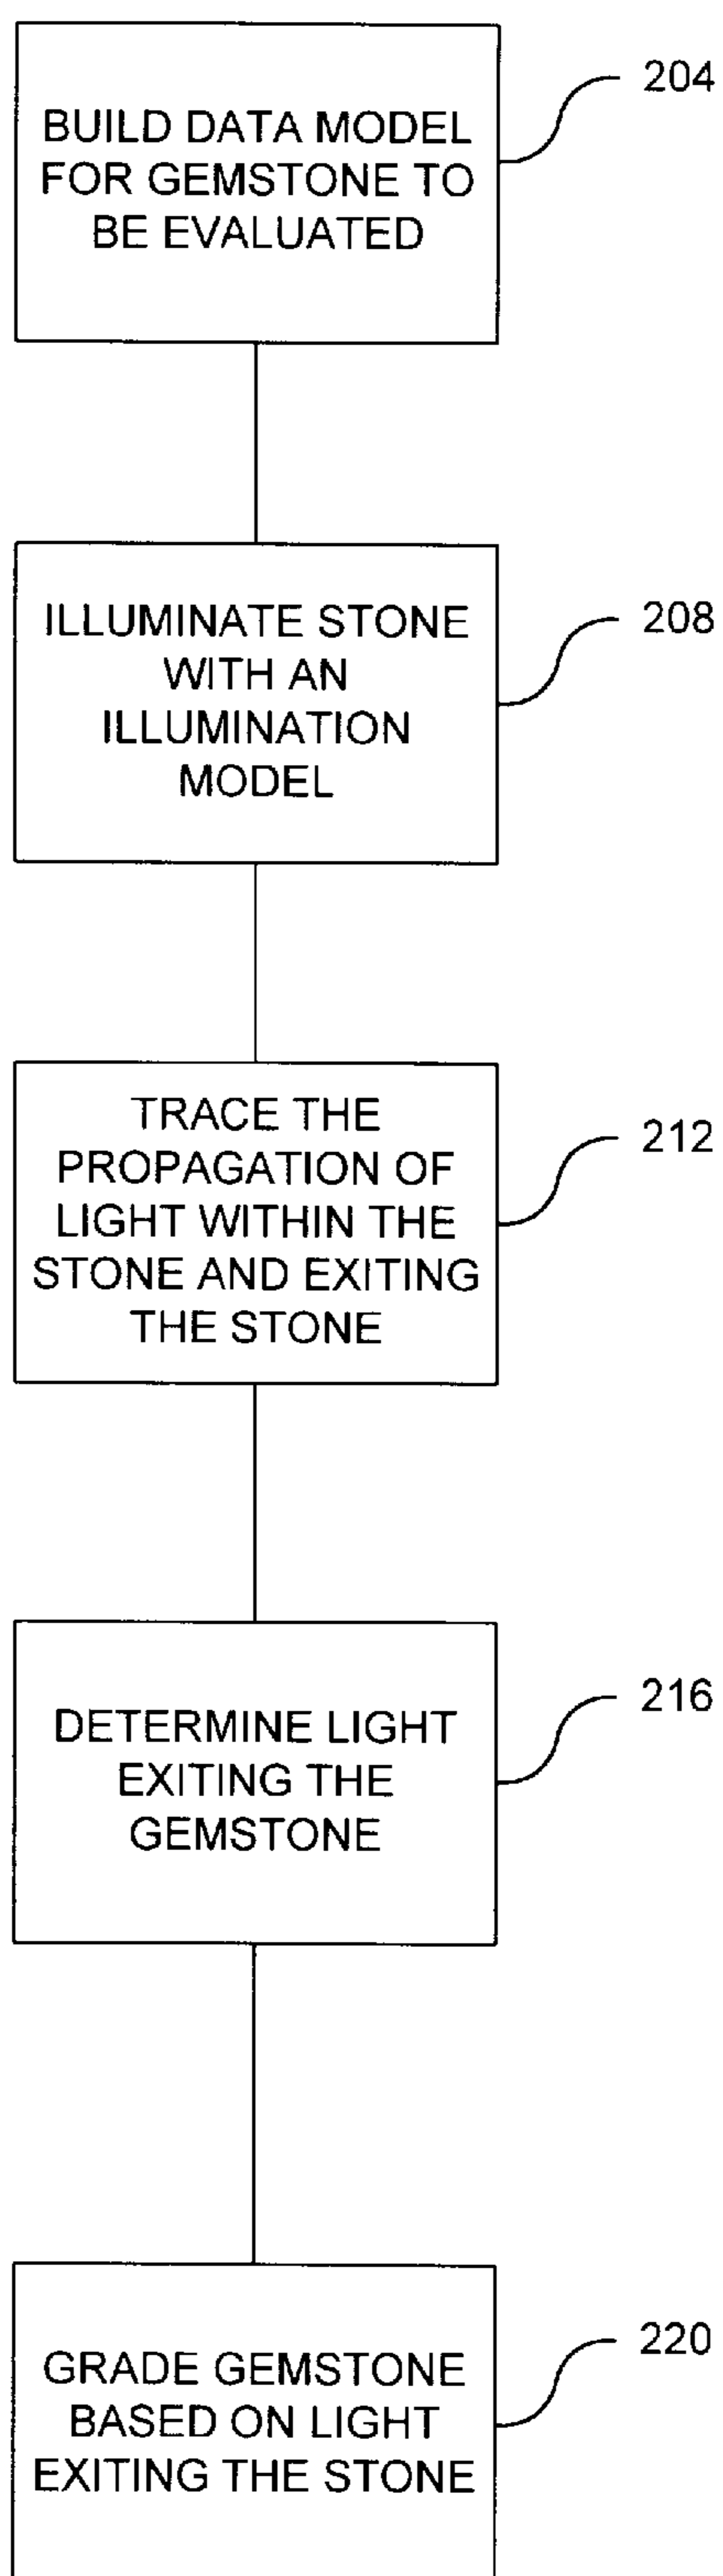 BUILD DATA MODEL
FOR GEMSTONE TO
BE EVALUATED
204
ILLUMINATE STONE
WITH AN
ILLUMINATION
MODEL
208
TRACE THE
PROPAGATION OF
LIGHT WITHIN THE
STONE AND EXITING
THE STONE
212
DETERMINE LIGHT
EXITING THE
GEMSTONE
216
GRADE GEMSTONE
BASED ON LIGHT
EXITING THE STONE
220